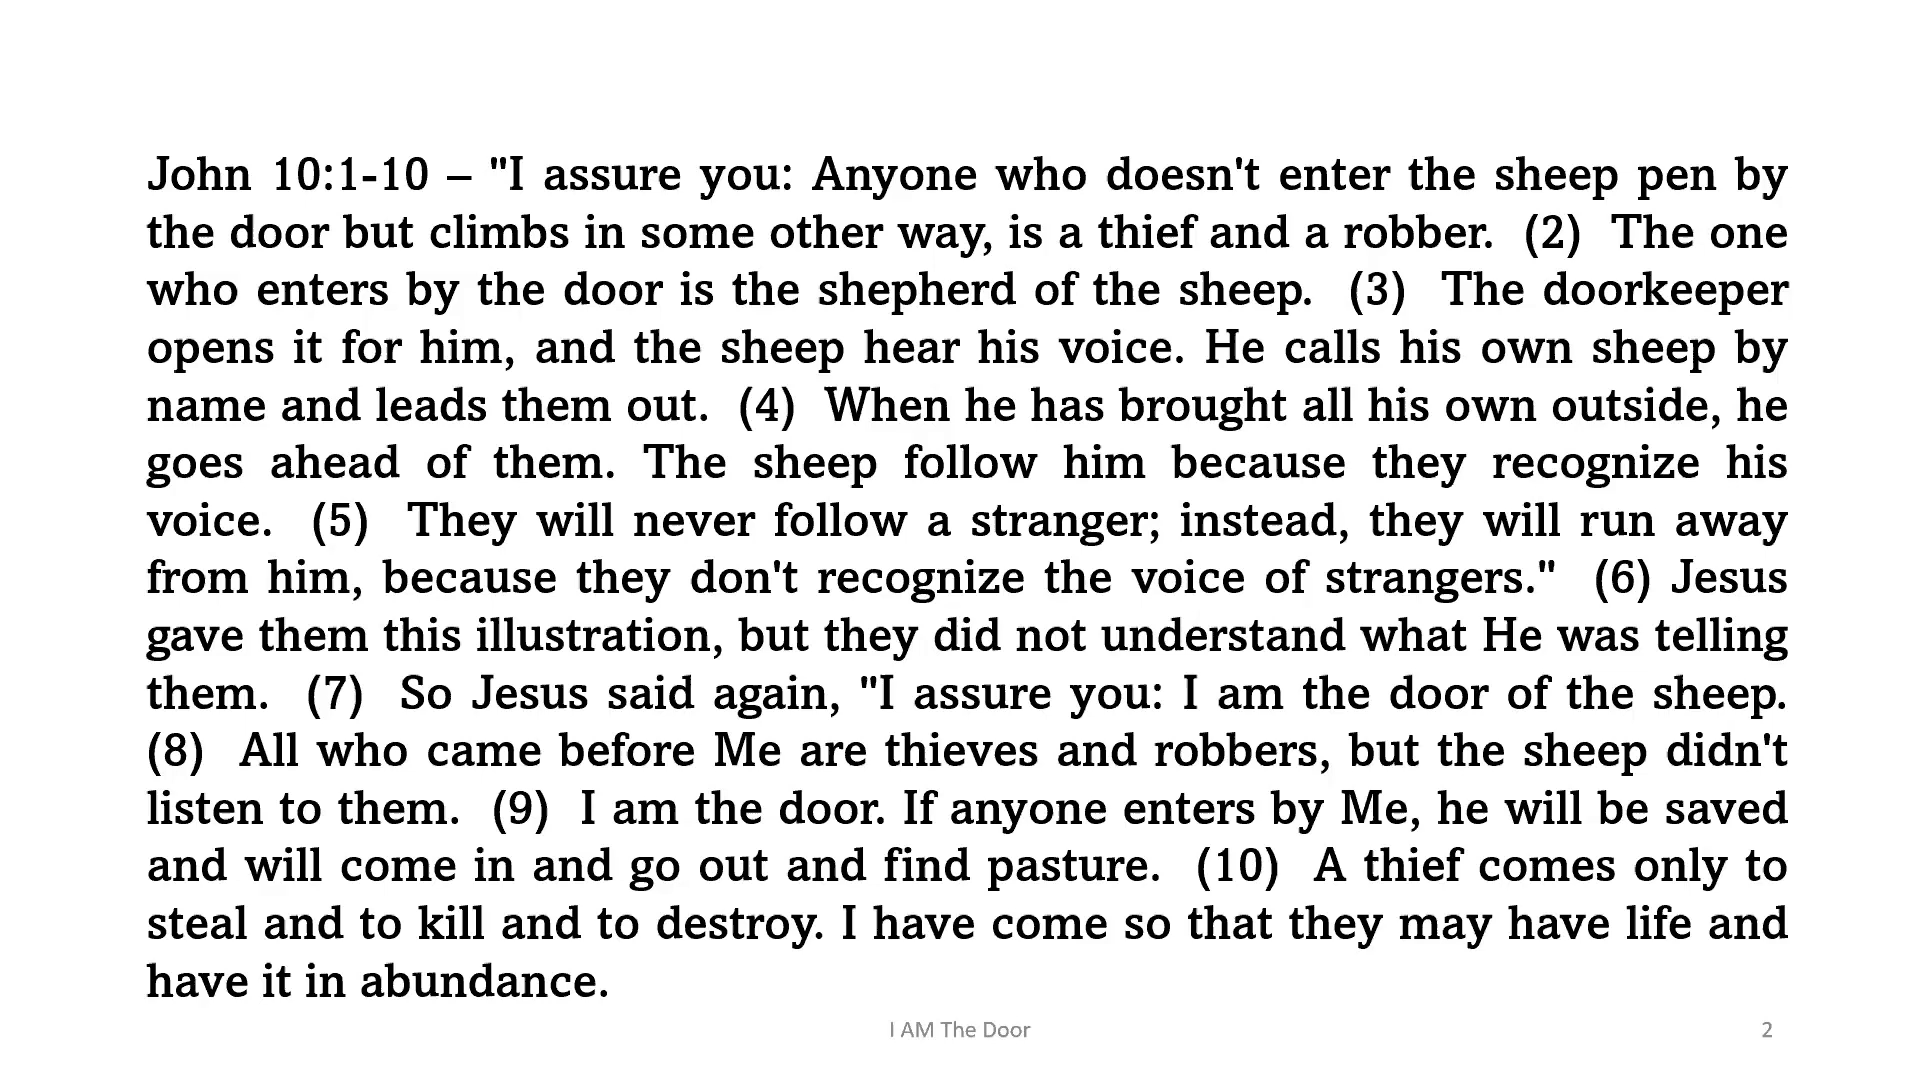 John 10:1-10 – "I assure you: Anyone who doesn't enter the sheep pen by
the door but climbs in some other way, is a thief and a robber. (2) The one
who enters by the door is the shepherd of the sheep. (3) The doorkeeper
opens it for him, and the sheep hear his voice. He calls his own sheep by
name and leads them out. (4) When he has brought all his own outside, he
goes ahead of them. The sheep follow him because they recognize his
voice. (5) They will never follow a stranger; instead, they will run away
from him, because they don't recognize the voice of strangers." (6) Jesus
gave them this illustration, but they did not understand what He was telling
them. (7) So Jesus said again, "I assure you: I am the door of the sheep.
(8) All who came before Me are thieves and robbers, but the sheep didn't
listen to them. (9) I am the door. If anyone enters by Me, he will be saved
and will come in and go out and find pasture. (10) A thief comes only to
steal and to kill and to destroy. I have come so that they may have life and
have it in abundance.
I AM The Door
2